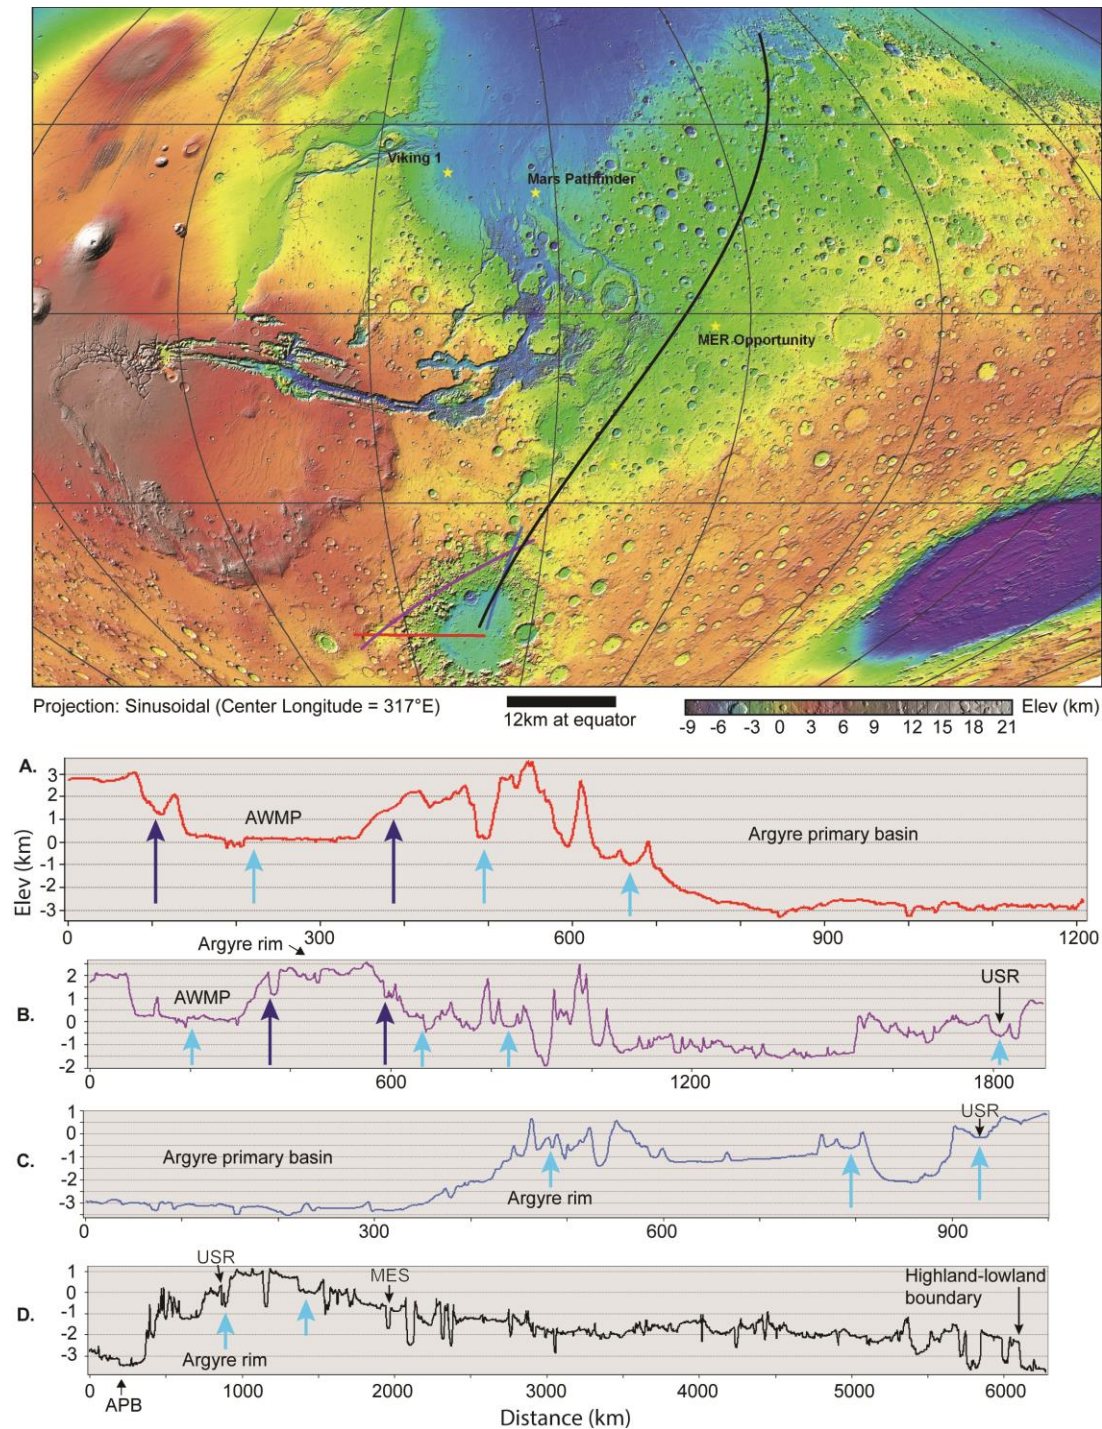 Viking 1
Mars Pathfinder
MER Opportunity
Projection: Sinusoidal (Center Longitude = 317°E)
12km at equator
-9 -6 -3 0 3 6 9 12 15 18 21
Elev (km)
A.
3
2
1
0
-1
-2
-3
Elev (km)
AWMP
Argyre primary basin
0 300 600 900 1200
Argyre rim
B.
2
1
0
-1
-2
AWMP
USR
0 600 1200 1800
C.
1
0
-1
-3
Argyre primary basin
Argyre rim
USR
0 300 600 900
D.
1
0
-1
-2
-3
USR
MES
Highland-lowland
boundary
Argyre rim
0 1000 2000 3000 4000 5000 6000
APB
Distance (km)